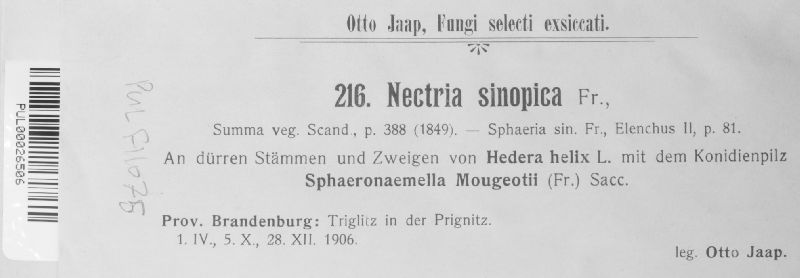 Otto Jaap, Fungi selecti exsiccati.
216. Nectria sinopica Fr.,
Summa veg. Scand., p. 388 (1849). — Sphaeria sin. Fr., Elenchus II, p. 81.
An dürren Stämmen und Zweigen von Hedera helix L. mit dem Konidienpilz
Sphaeronaemella Mougeotii (Fr.) Sacc.
Prov. Brandenburg: Triglitz in der Prignitz.
1. IV., 5. X., 28. XII. 1906.
leg. Otto Jaap.
PUL00026506
PUL